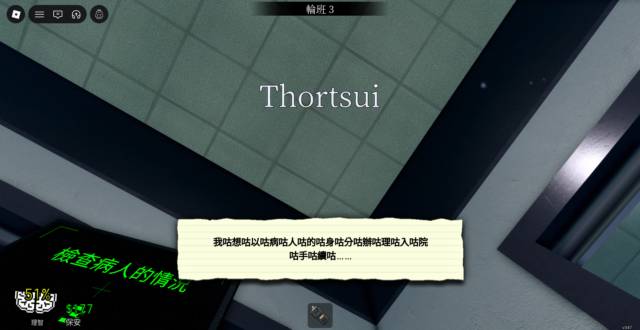 輪班 3
Thortsui
我咕想咕以咕病咕人咕的咕身咕分咕辦咕理咕入咕院
咕手咕續咕......
檢查病人的情況
51%
理智
保安